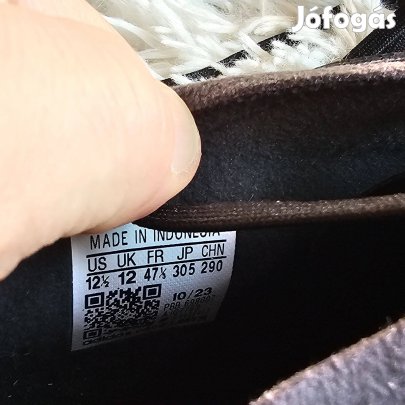 Jófogás
MADE IN INDONESIA
US UK FR JP CHN
12½ 12 47⅓ 305 290
10/23